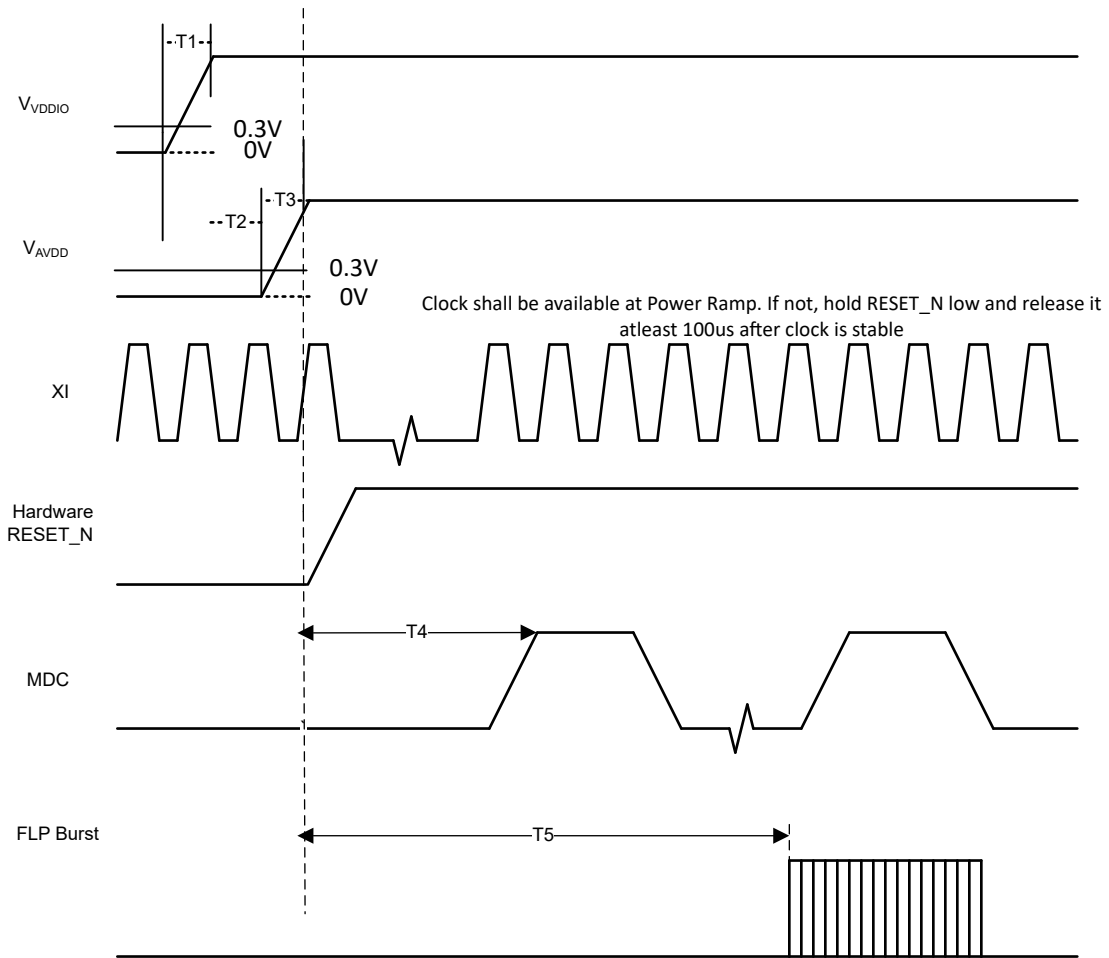 T1
VVDDIO
0.3V
0V
T3
T2
VAVDD
0.3V
0V
Clock shall be available at Power Ramp. If not, hold RESET_N low and release it
atleast 100us after clock is stable
XI
Hardware
RESET_N
T4
MDC
FLP Burst
T5